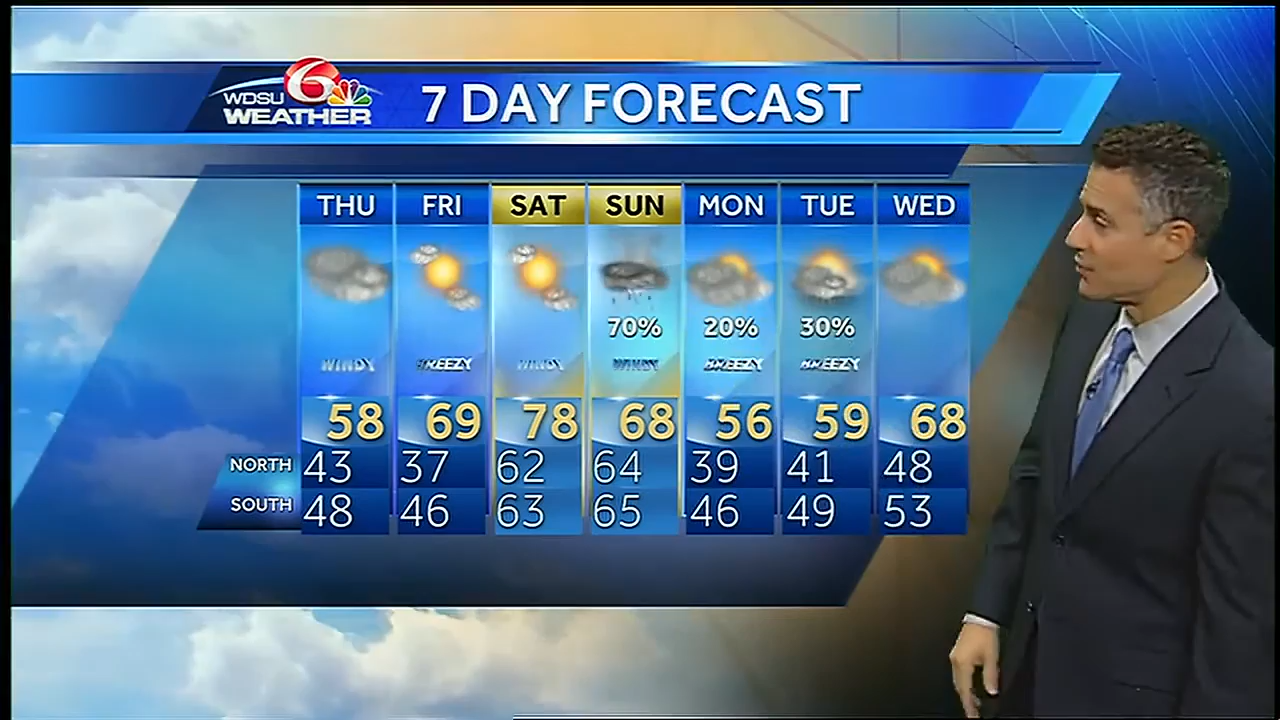 WDSU 6
WEATHER
7 DAY FORECAST
THU FRI SAT SUN MON TUE WED
70% 20% 30%
WINDY BREEZY WINDY WINDY BREEZY BREEZY
58 69 78 68 56 59 68
NORTH 43 37 62 64 39 41 48
SOUTH 48 46 63 65 46 49 53